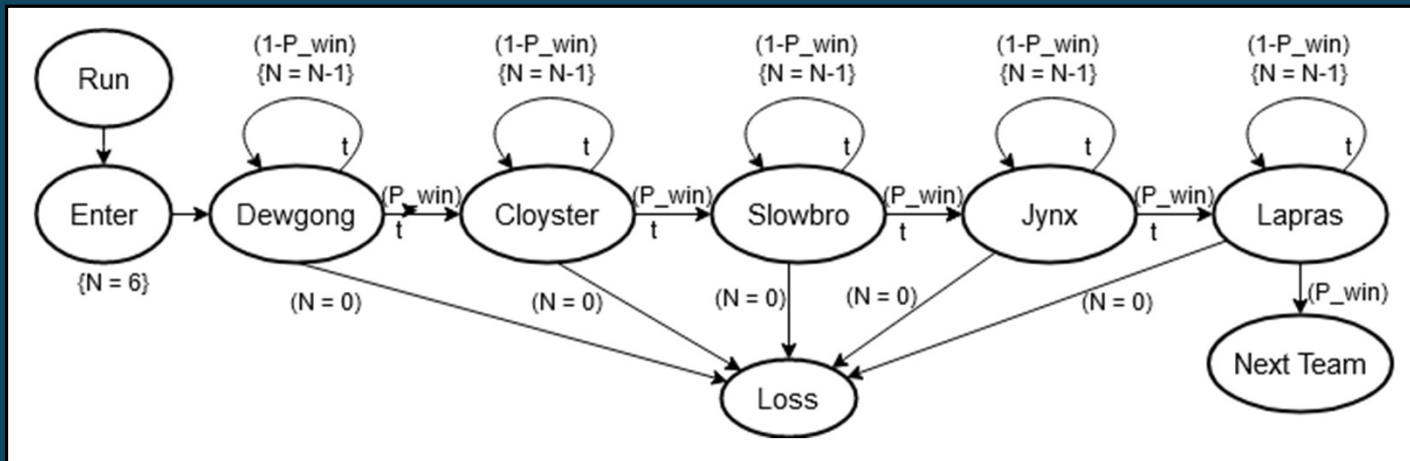 Run
(1-P_win)
{N = N-1}
t
(1-P_win)
{N = N-1}
t
(1-P_win)
{N = N-1}
t
(1-P_win)
{N = N-1}
t
(1-P_win)
{N = N-1}
t
Enter
{N = 6}
Dewgong
(P_win)
t
Cloyster
(P_win)
t
Slowbro
(P_win)
t
Jynx
(P_win)
t
Lapras
(N = 0)
(N = 0)
(N = 0)
(N = 0)
(N = 0)
(P_win)
Loss
Next Team